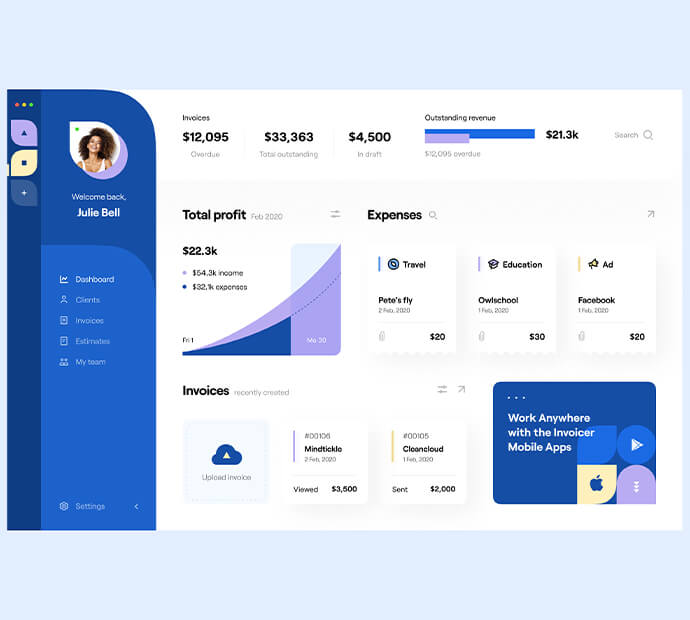 Welcome back,
Julie Bell
Dashboard
Clients
Invoices
Estimates
My team
Settings
Invoices
$12,095
Overdue
$33,363
Total outstanding
$4,500
In draft
Outstanding revenue
$21.3k
$12,095 overdue
Search
Total profit Feb 2020
$22.3k
$54.3k income
$32,1k expenses
Fri 1
Mo 30
Expenses
Travel
Pete's fly
2 Feb, 2020
$20
Education
Owlschool
1 Feb, 2020
$30
Ad
Facebook
1 Feb, 2020
$20
Invoices recently created
Upload invoice
#00106
Mindtickle
2 Feb, 2020
Viewed $3,500
#00105
Cleancloud
1 Feb, 2020
Sent $2,000
Work Anywhere
with the Invoicer
Mobile Apps